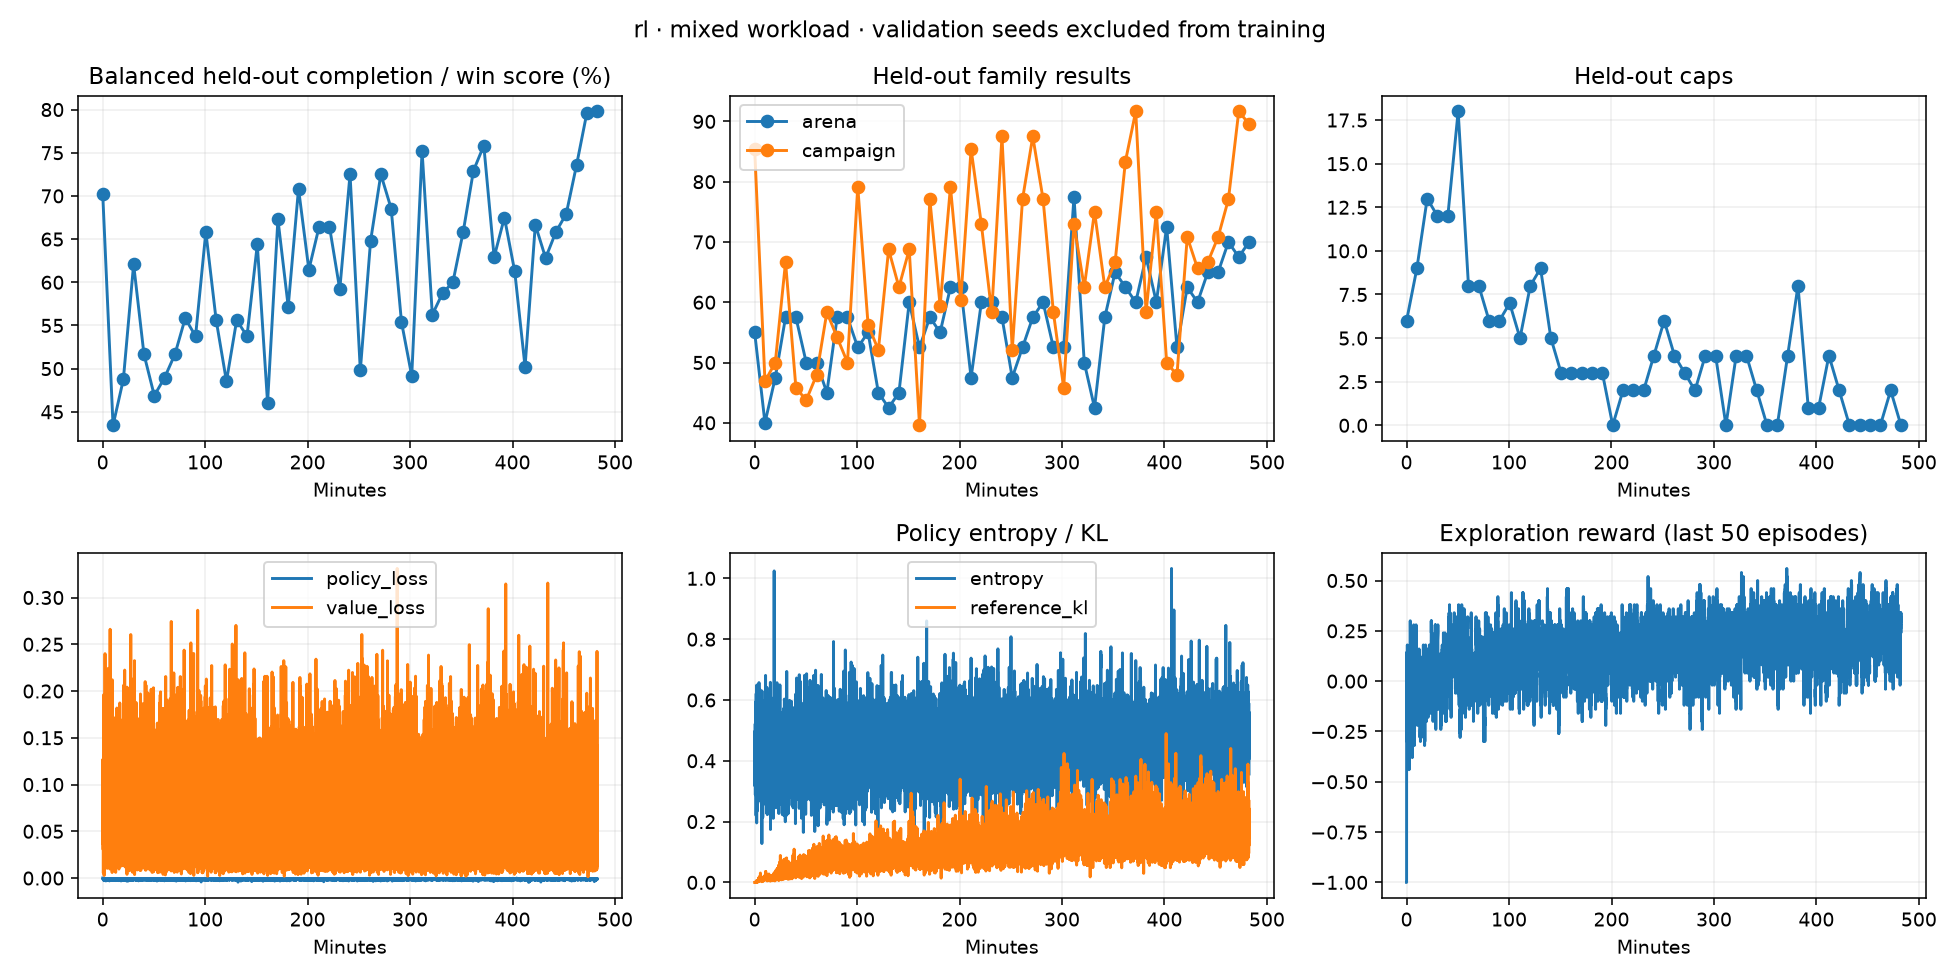 rl · mixed workload · validation seeds excluded from training
Balanced held-out completion / win score (%)
80
75
70
65
60
55
50
45
0 100 200 300 400 500
Minutes
Held-out family results
arena
campaign
90
80
70
60
50
40
0 100 200 300 400 500
Minutes
Held-out caps
17.5
15.0
12.5
10.0
7.5
5.0
2.5
0.0
0 100 200 300 400 500
Minutes
policy_loss
value_loss
0.30
0.25
0.20
0.15
0.10
0.05
0.00
0 100 200 300 400 500
Minutes
Policy entropy / KL
entropy
reference_kl
1.0
0.8
0.6
0.4
0.2
0.0
0 100 200 300 400 500
Minutes
Exploration reward (last 50 episodes)
0.50
0.25
0.00
−0.25
−0.50
−0.75
−1.00
0 100 200 300 400 500
Minutes